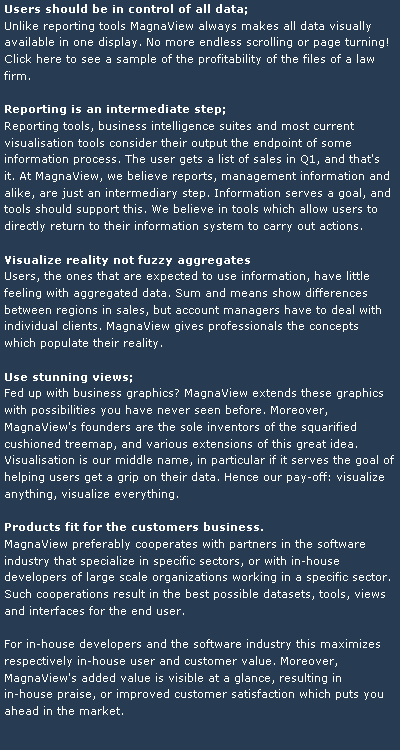 Users should be in control of all data;
Unlike reporting tools MagnaView always makes all data visually
available in one display. No more endless scrolling or page turning!
Click here to see a sample of the profitability of the files of a law
firm.
Reporting is an intermediate step;
Reporting tools, business intelligence suites and most current
visualisation tools consider their output the endpoint of some
information process. The user gets a list of sales in Q1, and that's
it. At MagnaView, we believe reports, management information and
alike, are just an intermediary step. Information serves a goal, and
tools should support this. We believe in tools which allow users to
directly return to their information system to carry out actions.
Visualize reality not fuzzy aggregates
Users, the ones that are expected to use information, have little
feeling with aggregated data. Sum and means show differences
between regions in sales, but account managers have to deal with
individual clients. MagnaView gives professionals the concepts
which populate their reality.
Use stunning views;
Fed up with business graphics? MagnaView extends these graphics
with possibilities you have never seen before. Moreover,
MagnaView's founders are the sole inventors of the squarified
cushioned treemap, and various extensions of this great idea.
Visualisation is our middle name, in particular if it serves the goal of
helping users get a grip on their data. Hence our pay-off: visualize
anything, visualize everything.
Products fit for the customers business.
MagnaView preferably cooperates with partners in the software
industry that specialize in specific sectors, or with in-house
developers of large scale organizations working in a specific sector.
Such cooperations result in the best possible datasets, tools, views
and interfaces for the end user.
For in-house developers and the software industry this maximizes
respectively in-house user and customer value. Moreover,
MagnaView's added value is visible at a glance, resulting in
in-house praise, or improved customer satisfaction which puts you
ahead in the market.